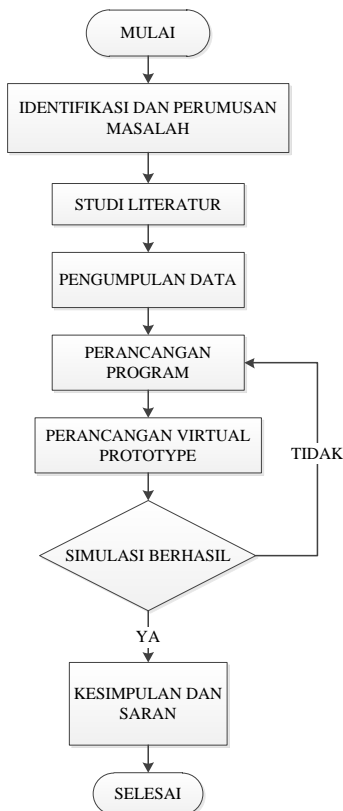 MULAI
IDENTIFIKASI DAN PERUMUSAN
MASALAH
STUDI LITERATUR
PENGUMPULAN DATA
PERANCANGAN
PROGRAM
PERANCANGAN VIRTUAL
PROTOTYPE
TIDAK
SIMULASI BERHASIL
YA
KESIMPULAN DAN
SARAN
SELESAI